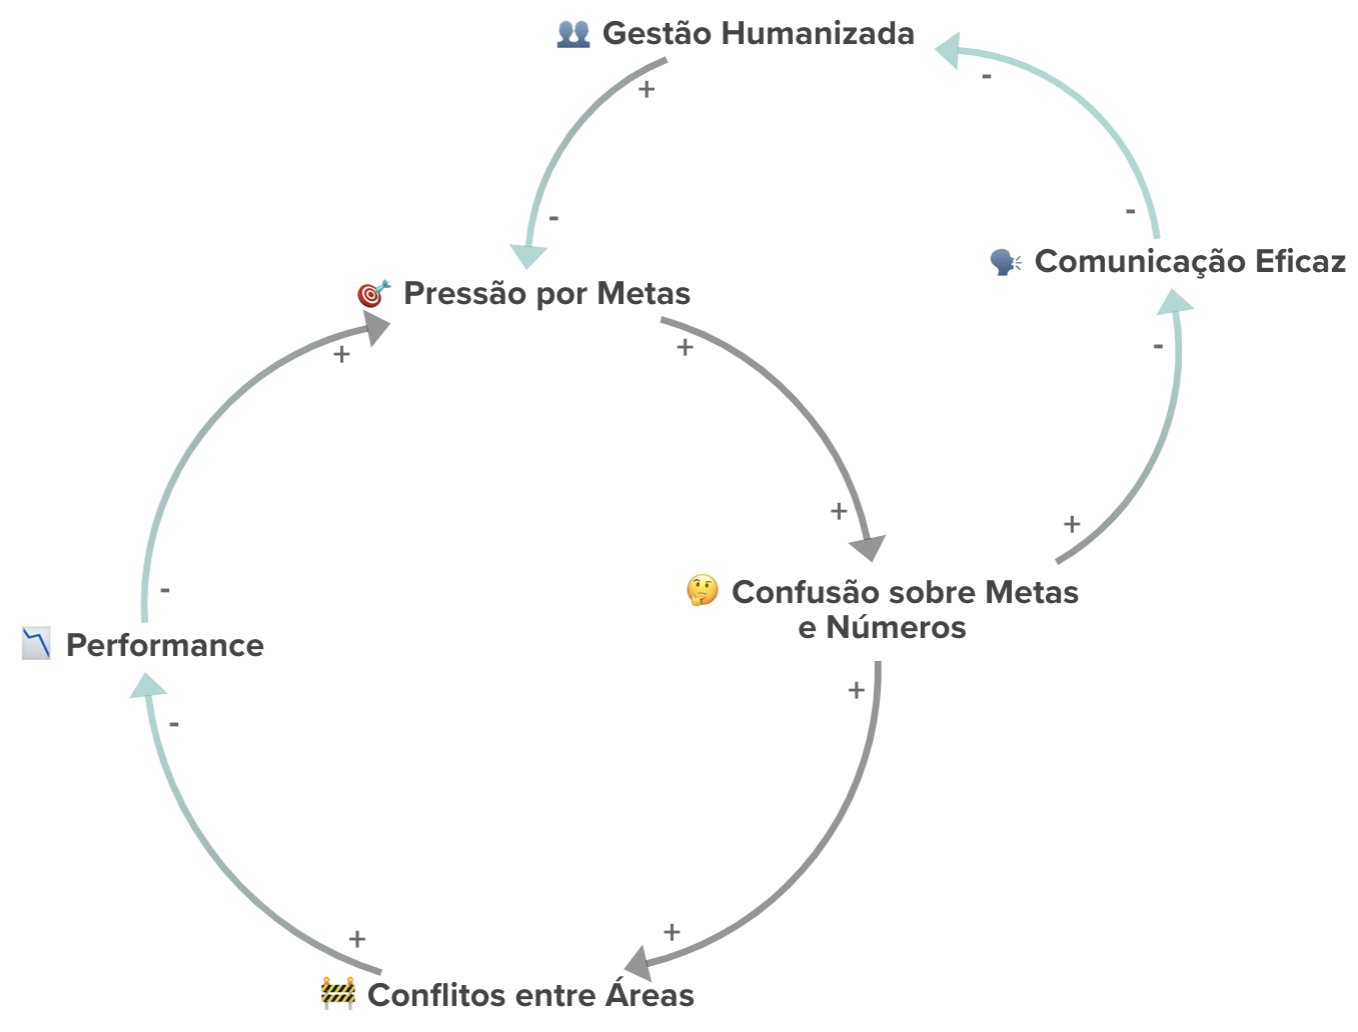 Gestão Humanizada
-
+
-
-
Comunicação Eficaz
Pressão por Metas
-
+
+
+
+
Confusão sobre Metas
e Números
-
Performance
+
-
+
+
Conflitos entre Áreas